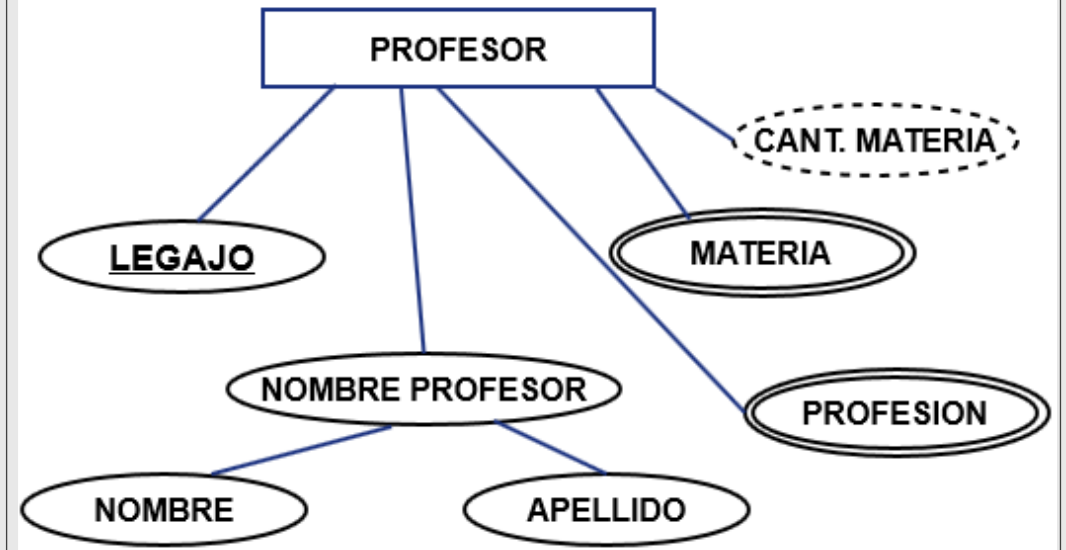 PROFESOR
CANT. MATERIA
LEGAJO
MATERIA
NOMBRE PROFESOR
PROFESION
NOMBRE
APELLIDO